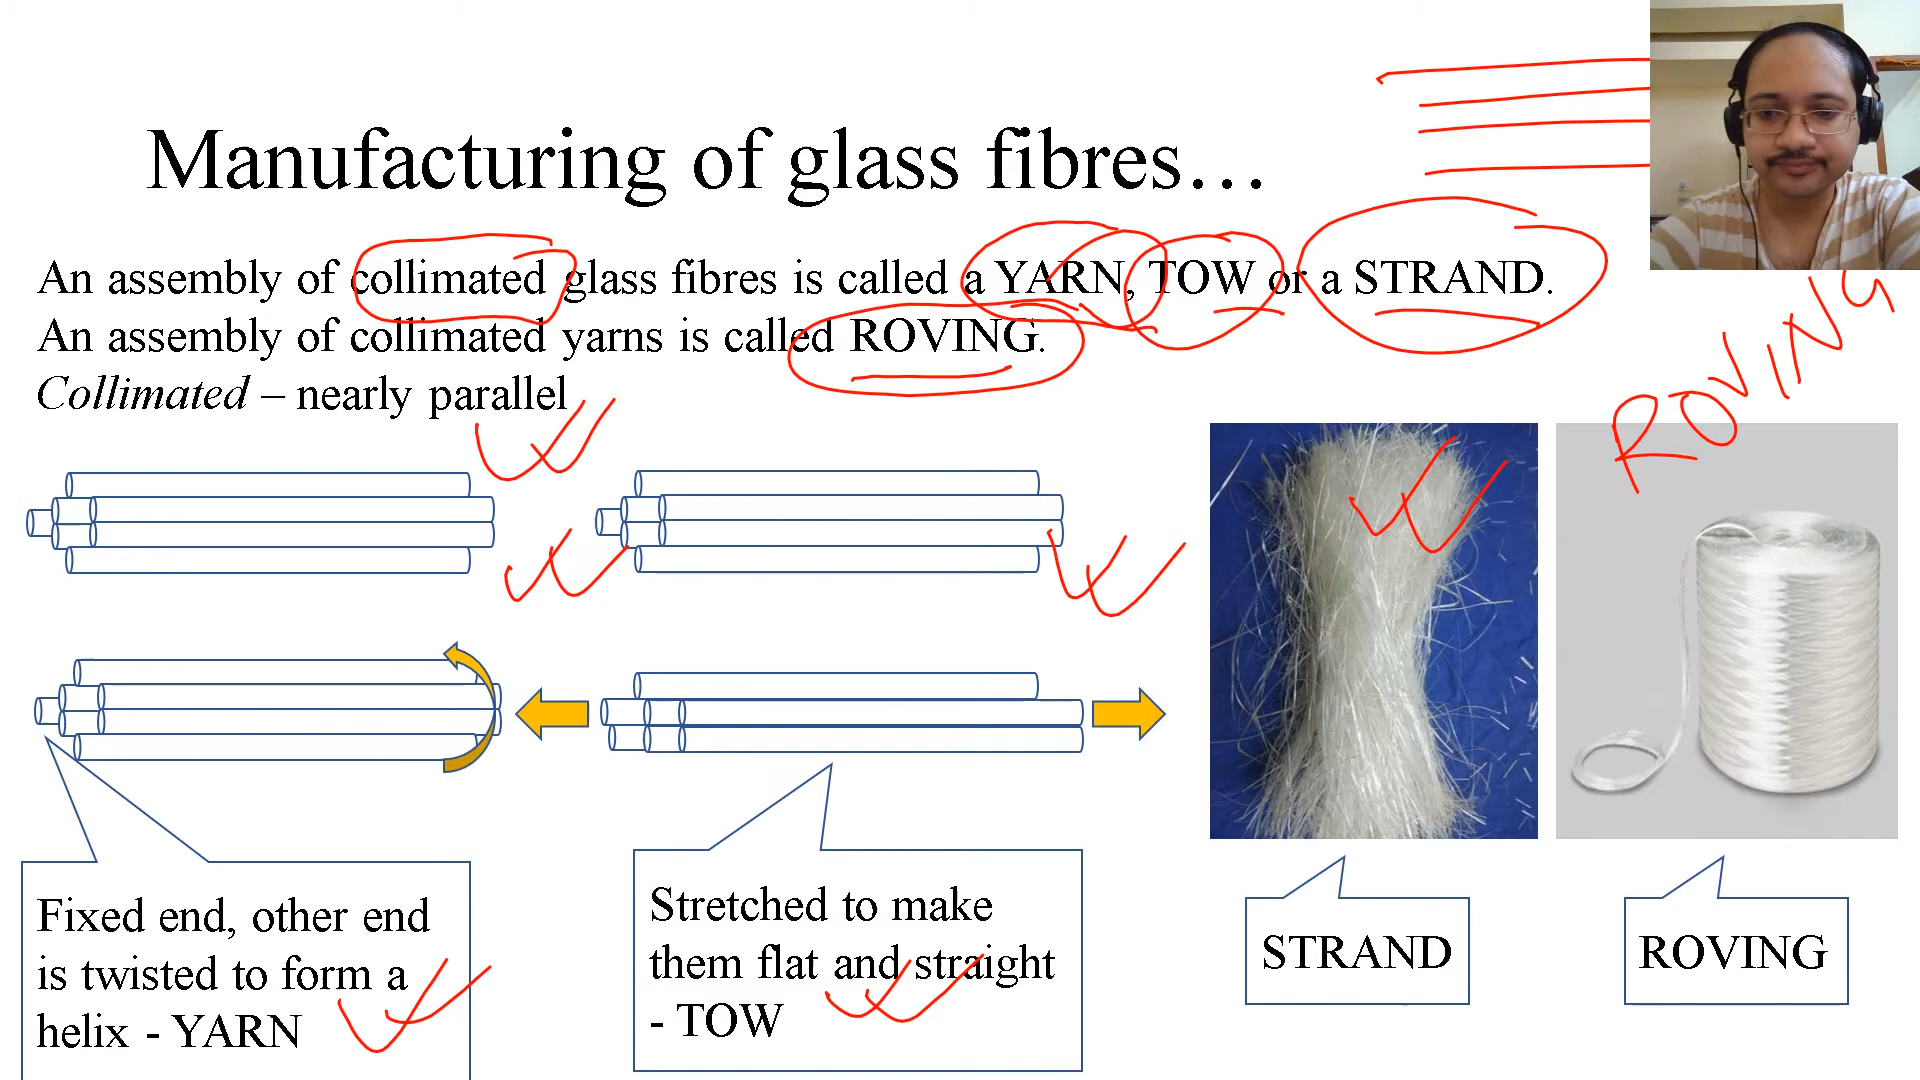 Manufacturing of glass fibres…
An assembly of collimated glass fibres is called a YARN, TOW or a STRAND.
An assembly of collimated yarns is called ROVING.
Collimated – nearly parallel
ROVING
Fixed end, other end
is twisted to form a
helix - YARN
Stretched to make
them flat and straight
- TOW
STRAND
ROVING